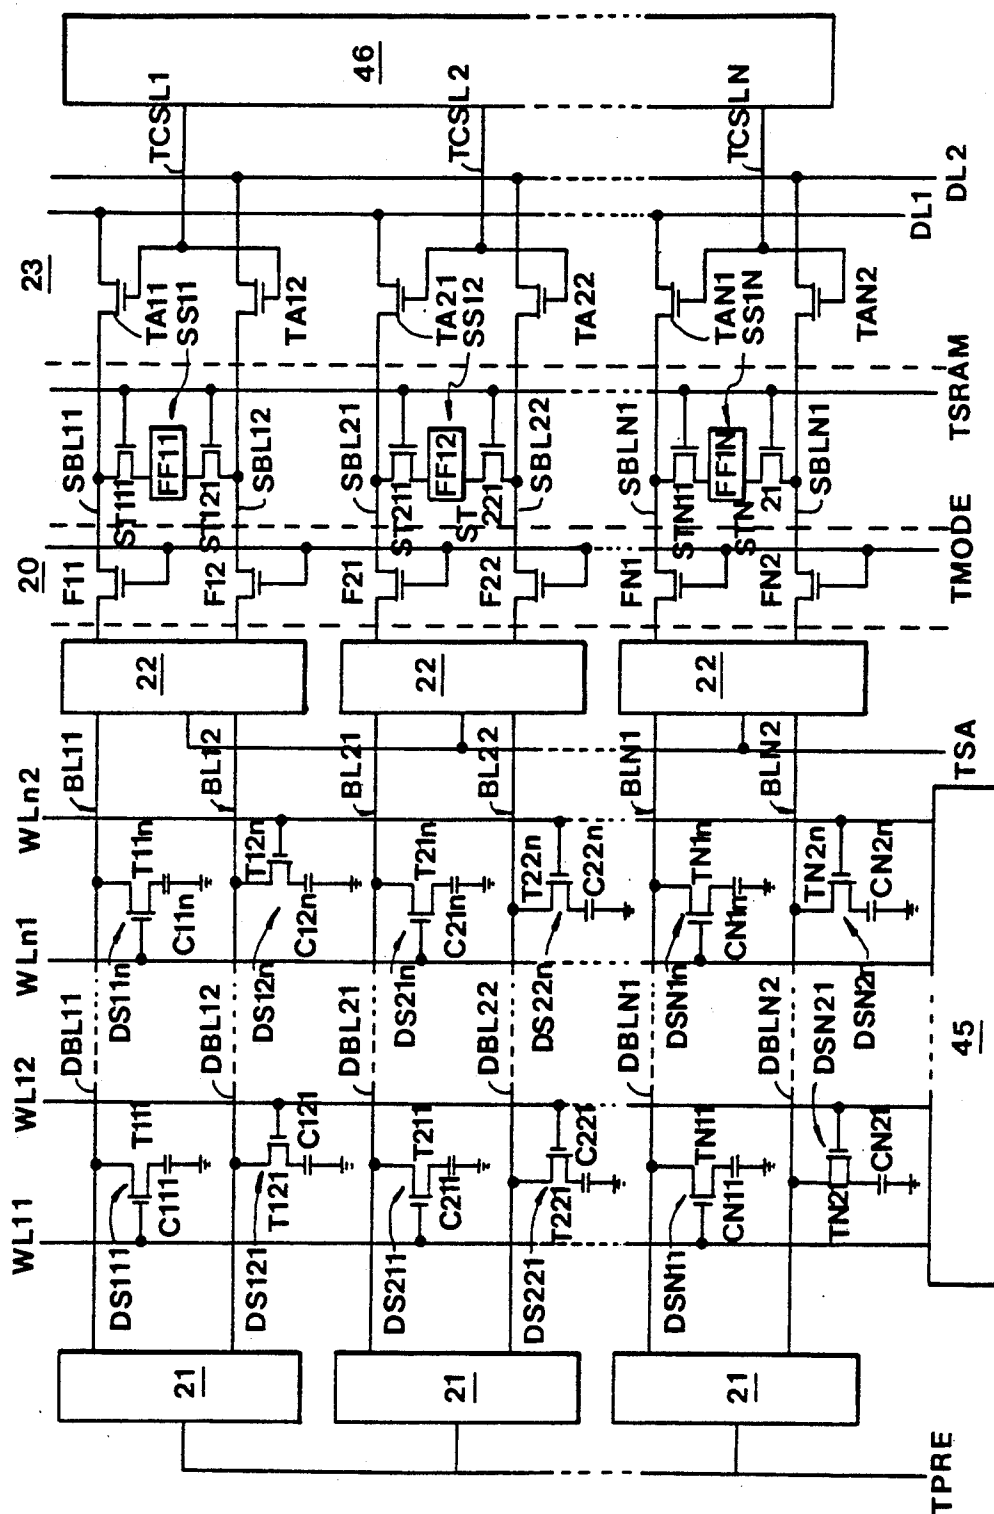 46
TCSL1
TCSL2
TCSLN
DL2
DL1
23
TA11
SS11
TA12
TA21
SS12
TA22
TAN1
SS1N
TAN2
TSRAM
SBL11
ST111
FF11
ST121
SBL12
SBL21
ST211
FF12
ST
221
SBL22
SBLN1
STN11
FF1N
STN
21
SBLN1
TMODE
20
F11
F12
F21
F22
FN1
FN2
22
22
22
TSA
WLn2
BL11
BL12
BL21
BL22
BLN1
BLN2
T11n
T12n
T21n
T22n
TN1n
TN2n
C11n
C12n
C21n
C22n
CN1n
CN2n
WLn1
DS11n
DS12n
DS21n
DS22n
DSN1n
DSN2n
DBL11
DBL12
DBL21
DBL22
DBLN1
DBLN2
DSN21
45
WL12
T111
C121
T211
C221
TN11
CN21
WL11
C111
T121
C211
T221
CN11
TN21
DS111
DS121
DS211
DS221
DSN11
21
21
21
TPRE